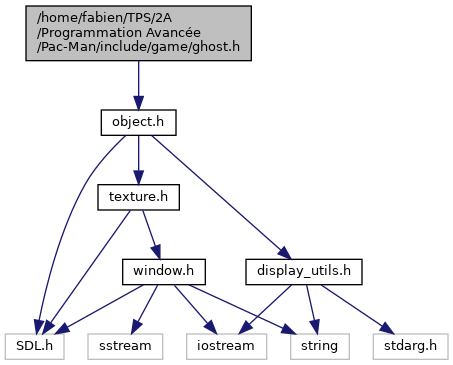 /home/fabien/TPS/2A
/Programmation Avancée
/Pac-Man/include/game/ghost.h
object.h
texture.h
window.h
display_utils.h
SDL.h
sstream
iostream
string
stdarg.h